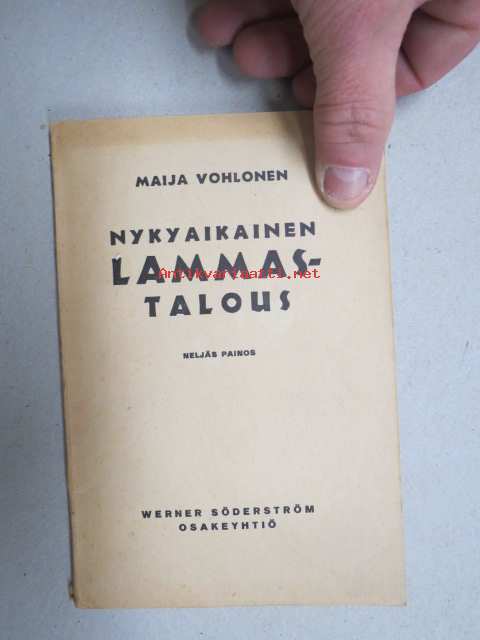 MAIJA VOHLONEN
NYKYAIKAINEN
LAMMAS-
Antikvariaatti.net
TALOUS
NELJÄS PAINOS
WERNER SÖDERSTRÖM
OSAKEYHTIÖ